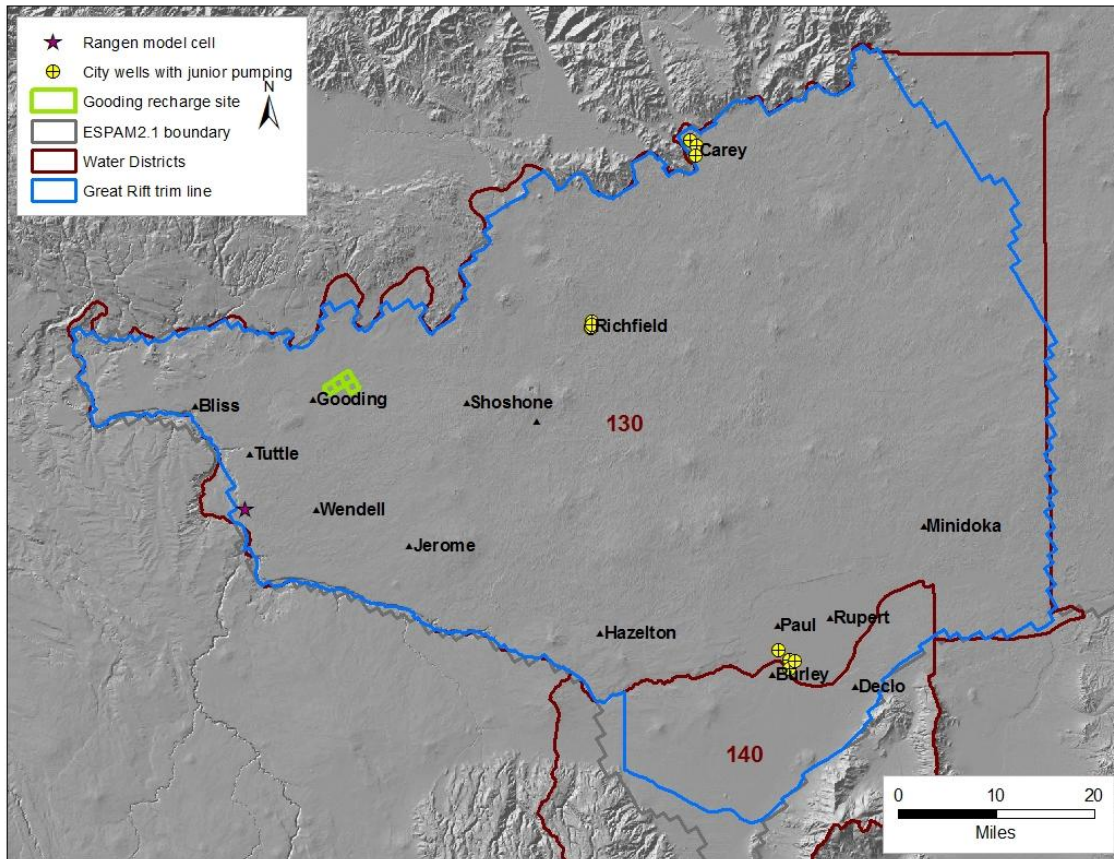 Rangen model cell
City wells with junior pumping
N
Gooding recharge site
ESPAM2.1 boundary
Water Districts
Great Rift trim line
Carey
Richfield
Gooding
Shoshone
Bliss
130
Tuttle
Wendell
Minidoka
Jerome
Paul
Rupert
Hazelton
Burley
Declo
140
0 10 20
Miles